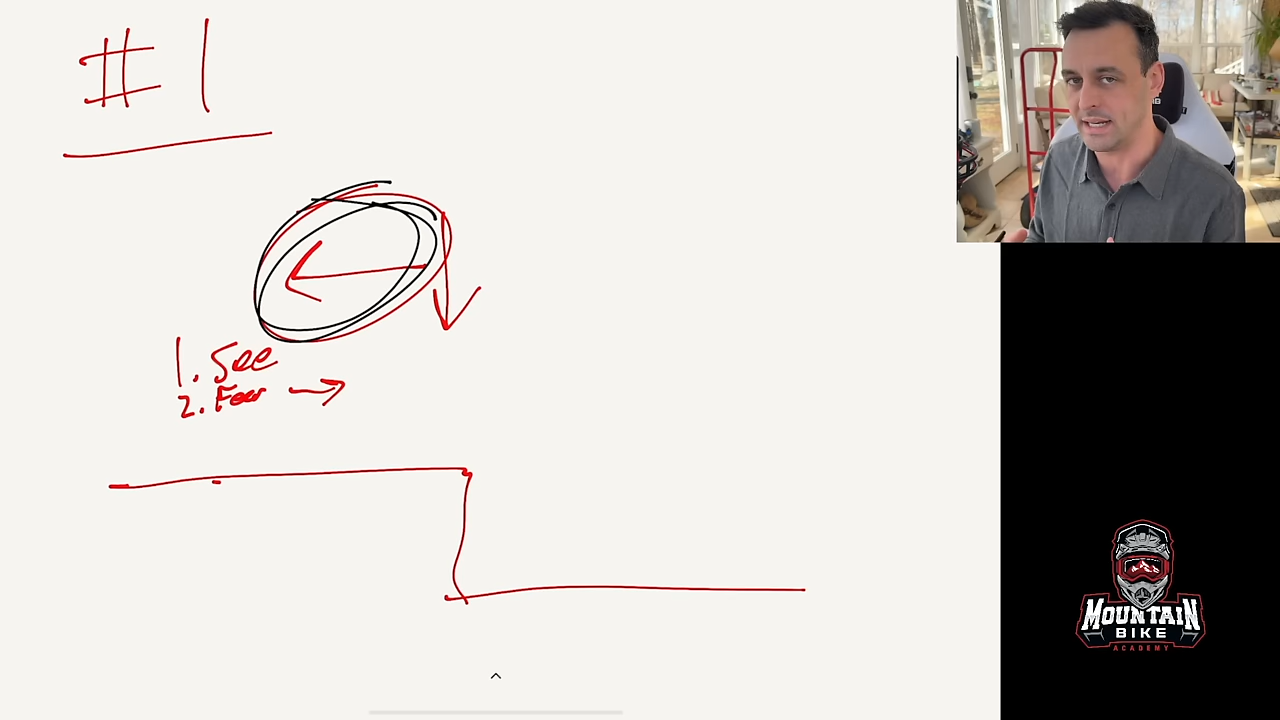 #1
1. See
2. Fear →
MOUNTAIN
BIKE
ACADEMY